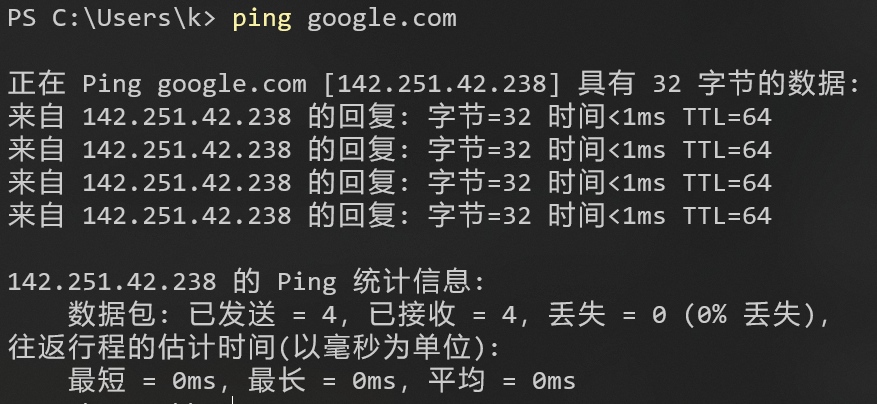 PS C:\Users\k> ping google.com
正在 Ping google.com [142.251.42.238] 具有 32 字节的数据:
来自 142.251.42.238 的回复: 字节=32 时间<1ms TTL=64
来自 142.251.42.238 的回复: 字节=32 时间<1ms TTL=64
来自 142.251.42.238 的回复: 字节=32 时间<1ms TTL=64
来自 142.251.42.238 的回复: 字节=32 时间<1ms TTL=64
142.251.42.238 的 Ping 统计信息:
数据包: 已发送 = 4, 已接收 = 4, 丢失 = 0 (0% 丢失),
往返行程的估计时间(以毫秒为单位):
最短 = 0ms, 最长 = 0ms, 平均 = 0ms